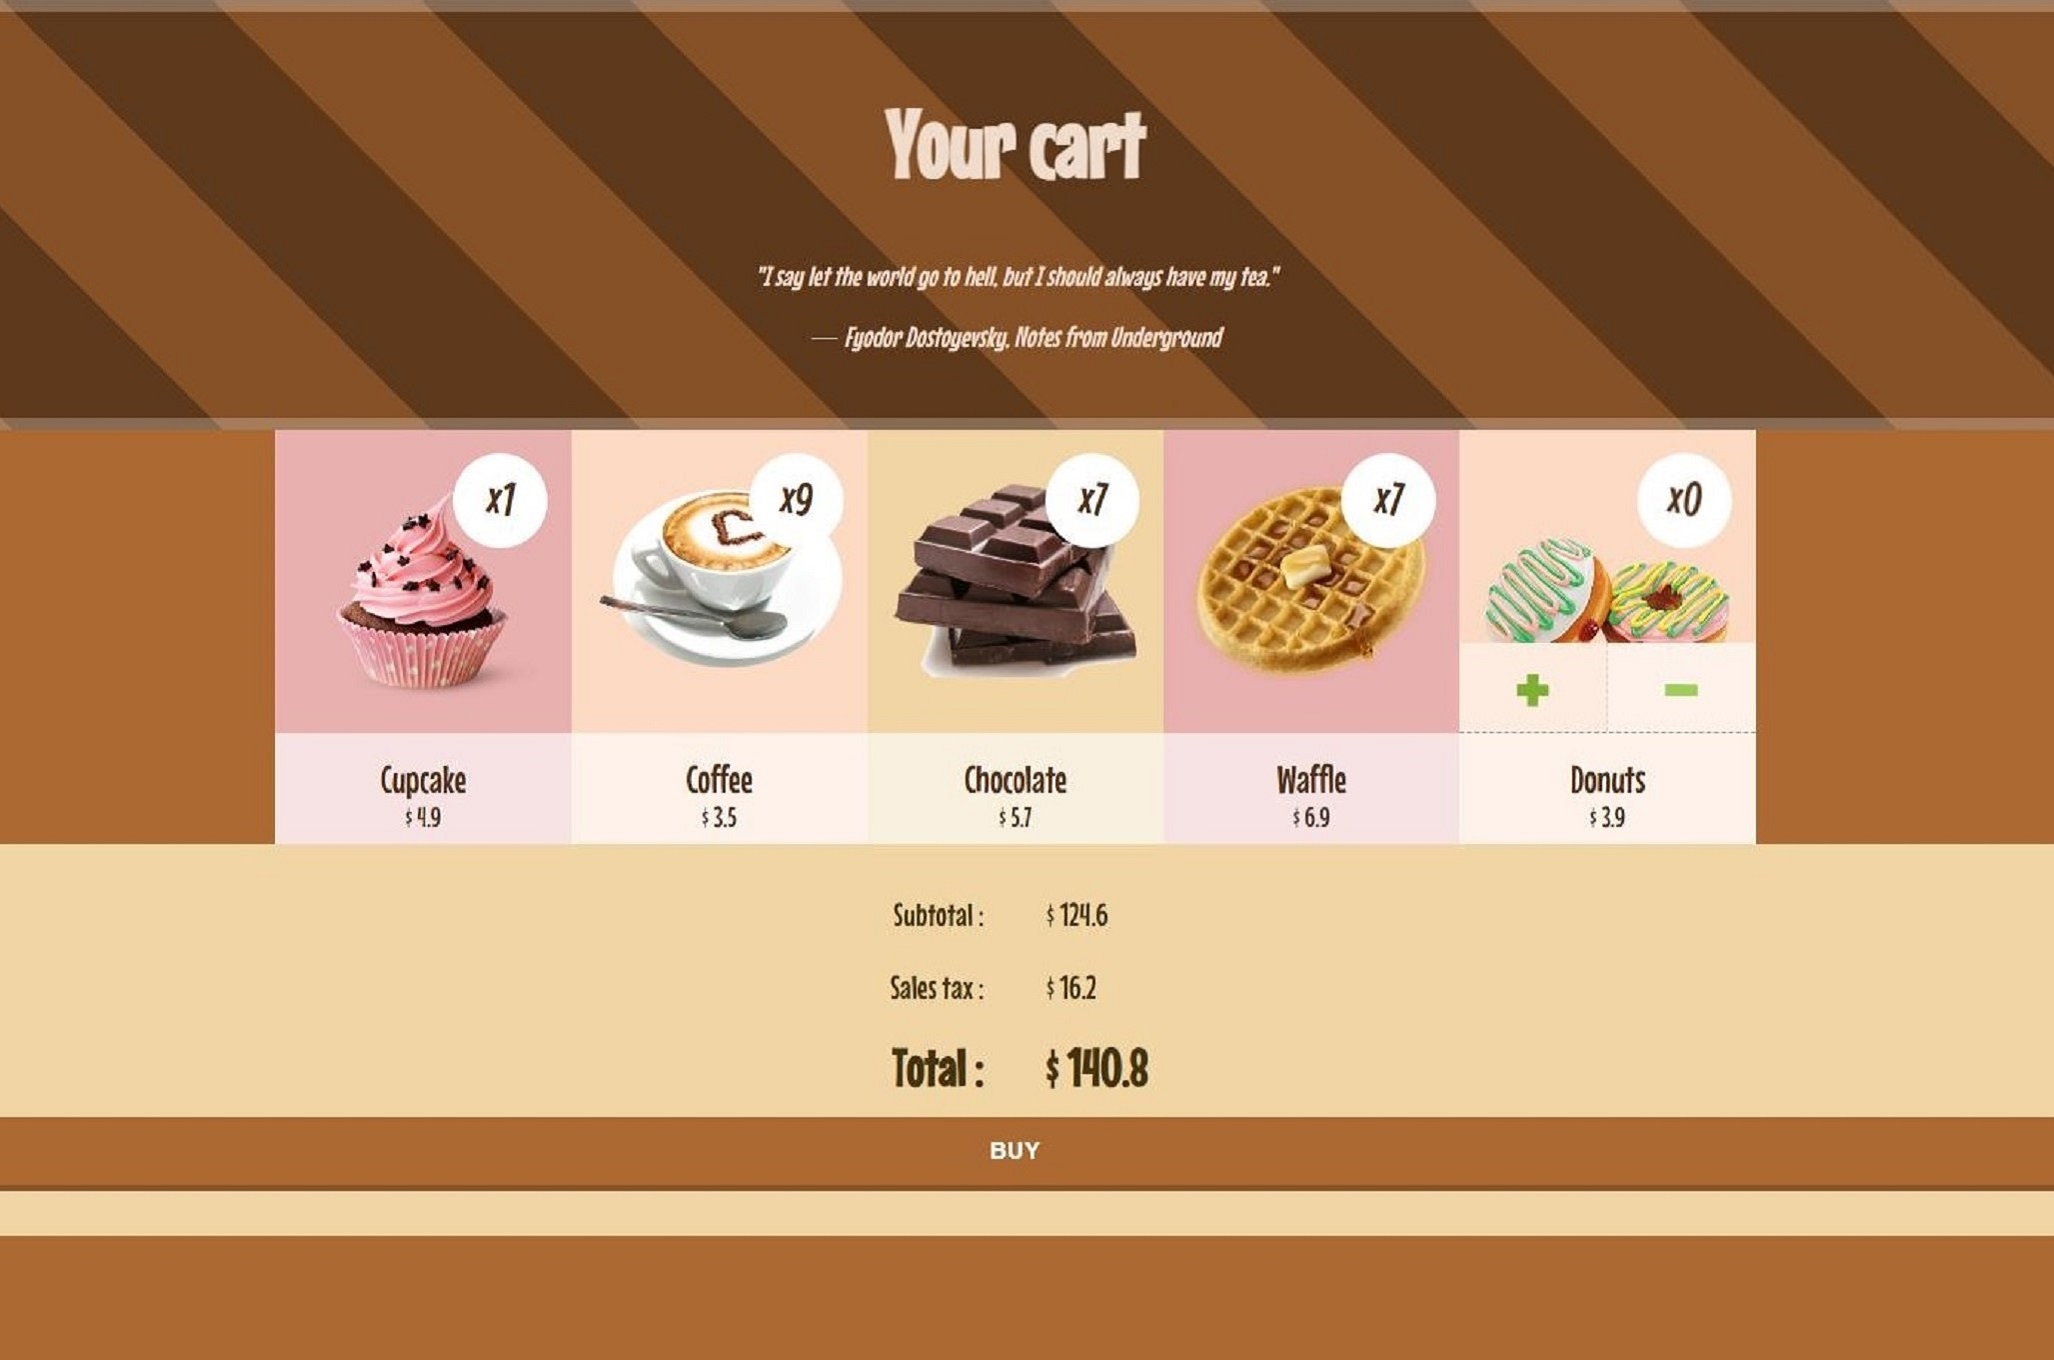 Your cart
"I say let the world go to hell, but I should always have my tea."
— Fyodor Dostoyevsky, Notes from Underground
x1
x9
x7
x7
x0
Cupcake
$ 4.9
Coffee
$ 3.5
Chocolate
$ 5.7
Waffle
$ 6.9
Donuts
$ 3.9
Subtotal : $ 124.6
Sales tax : $ 16.2
Total : $ 140.8
BUY